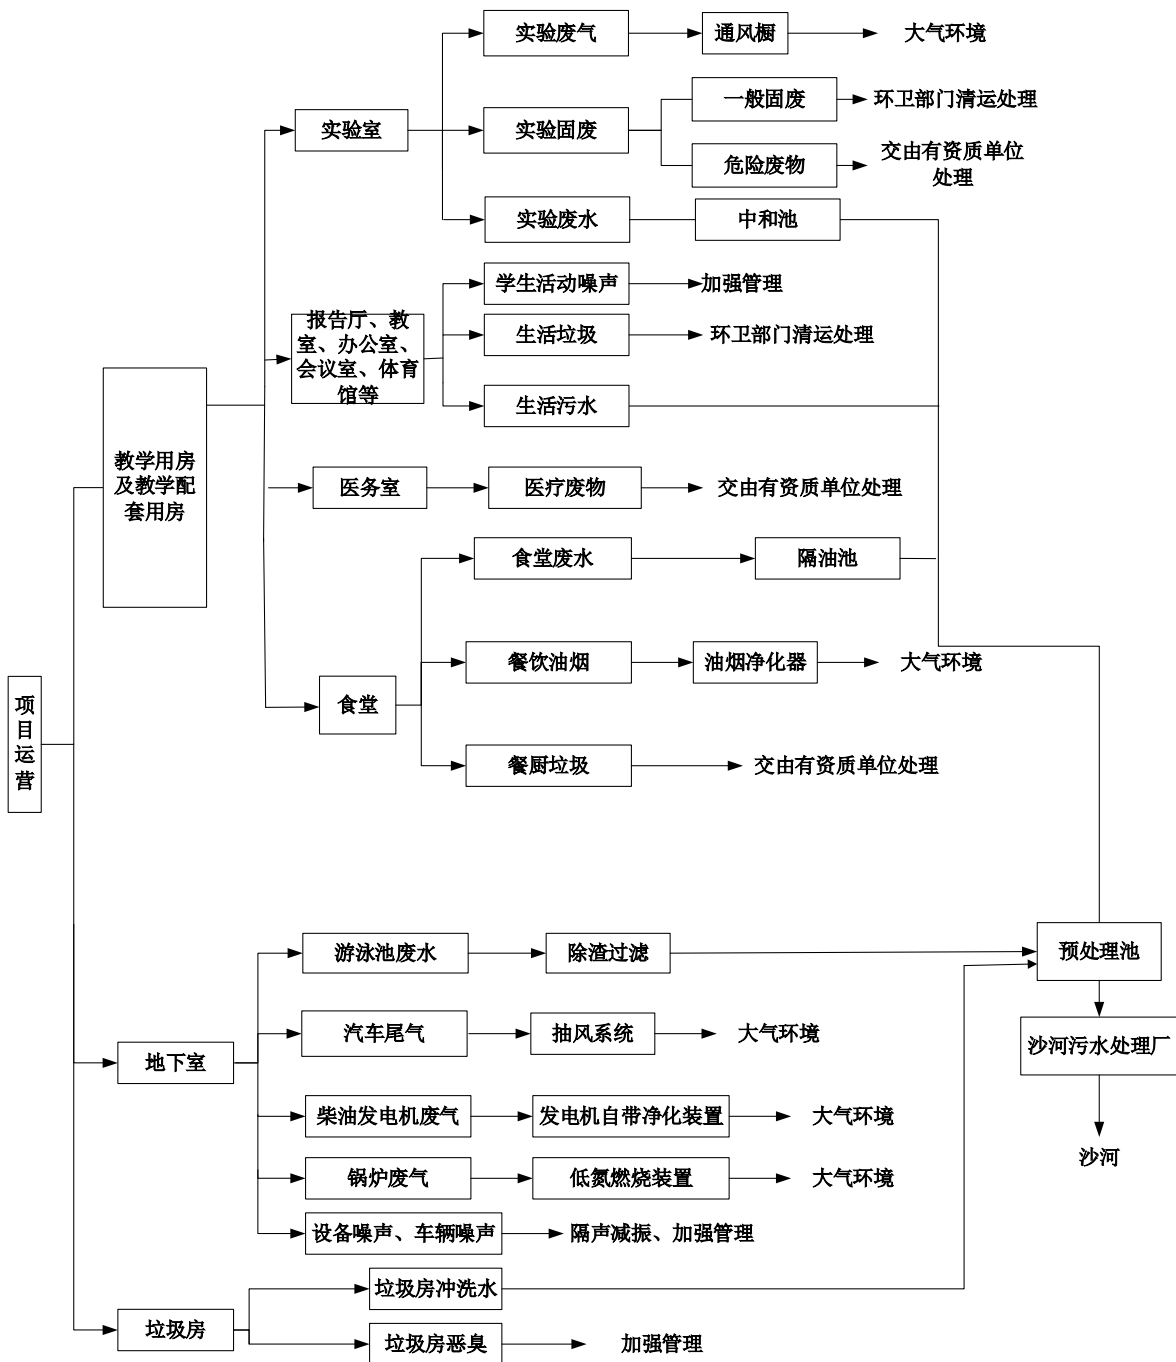 实验废气
通风橱
大气环境
一般固废
环卫部门清运处理
实验室
实验固废
危险废物
交由有资质单位
处理
实验废水
中和池
学生活动噪声
加强管理
报告厅、教
室、办公室、
会议室、体育
馆等
生活垃圾
环卫部门清运处理
生活污水
教学用房
及教学配
套用房
医务室
医疗废物
交由有资质单位处理
食堂废水
隔油池
餐饮油烟
油烟净化器
大气环境
食堂
餐厨垃圾
交由有资质单位处理
项
目
运
营
游泳池废水
除渣过滤
预处理池
汽车尾气
抽风系统
大气环境
沙河污水处理厂
地下室
柴油发电机废气
发电机自带净化装置
大气环境
沙河
锅炉废气
低氮燃烧装置
大气环境
设备噪声、车辆噪声
隔声减振、加强管理
垃圾房冲洗水
垃圾房
垃圾房恶臭
加强管理